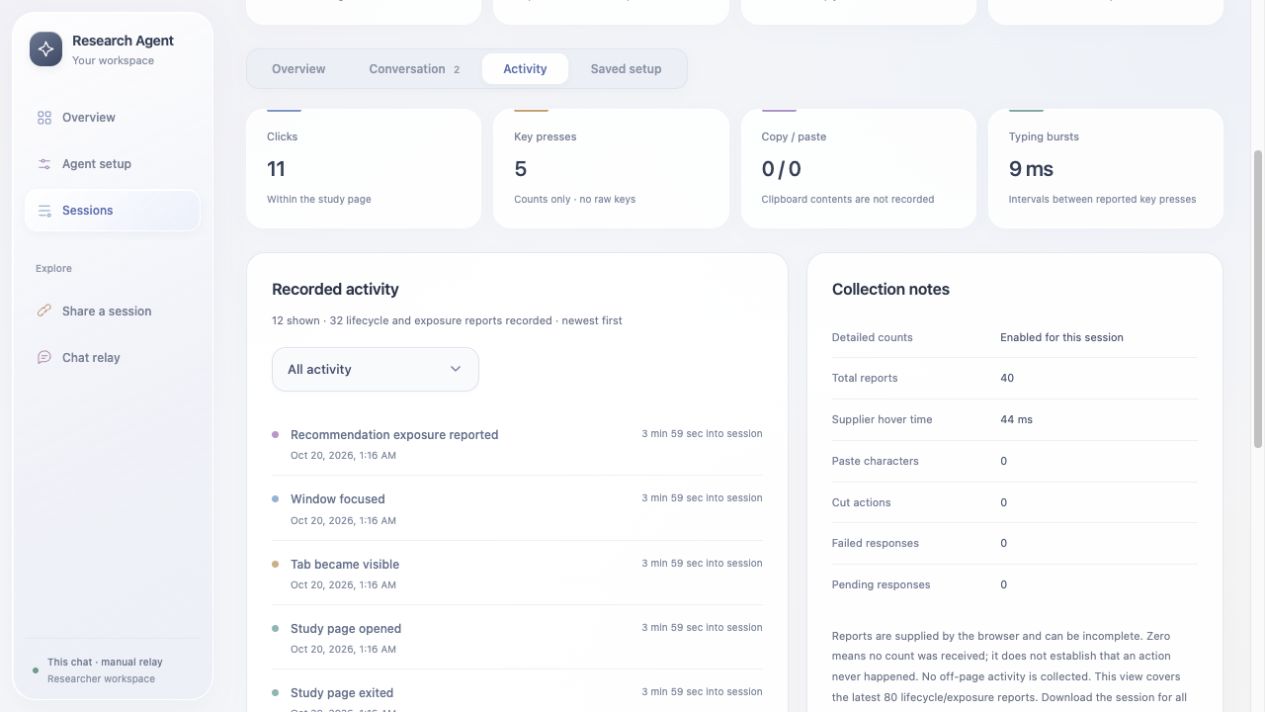 Research Agent
Your workspace
Overview
Agent setup
Sessions
Explore
Share a session
Chat relay
This chat · manual relay
Researcher workspace
Overview
Conversation 2
Activity
Saved setup
Clicks
11
Within the study page
Key presses
5
Counts only · no raw keys
Copy / paste
0 / 0
Clipboard contents are not recorded
Typing bursts
9 ms
Intervals between reported key presses
Recorded activity
12 shown · 32 lifecycle and exposure reports recorded · newest first
All activity
Recommendation exposure reported
3 min 59 sec into session
Oct 20, 2026, 1:16 AM
Window focused
3 min 59 sec into session
Oct 20, 2026, 1:16 AM
Tab became visible
3 min 59 sec into session
Oct 20, 2026, 1:16 AM
Study page opened
3 min 59 sec into session
Oct 20, 2026, 1:16 AM
Study page exited
3 min 59 sec into session
Collection notes
Detailed counts
Enabled for this session
Total reports
40
Supplier hover time
44 ms
Paste characters
0
Cut actions
0
Failed responses
0
Pending responses
0
Reports are supplied by the browser and can be incomplete. Zero
means no count was received; it does not establish that an action
never happened. No off-page activity is collected. This view covers
the latest 80 lifecycle/exposure reports. Download the session for all